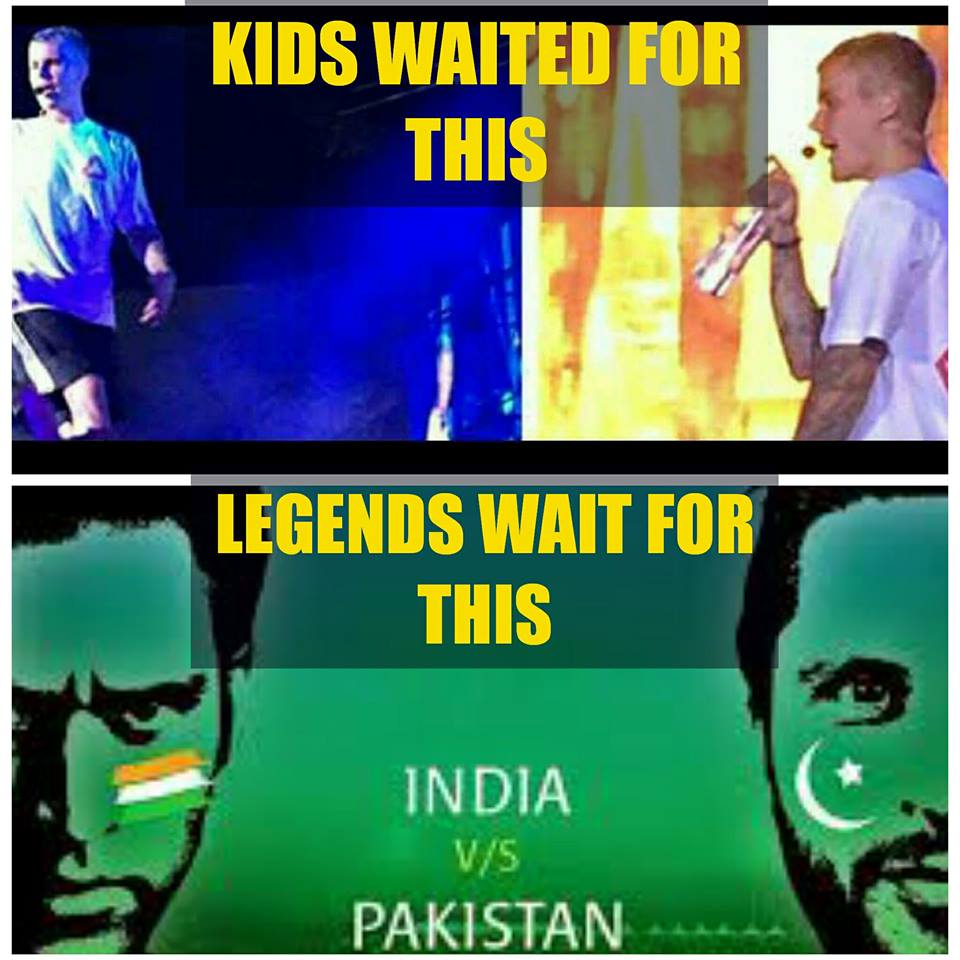 KIDS WAITED FOR
THIS
LEGENDS WAIT FOR
THIS
INDIA
V/S
PAKISTAN